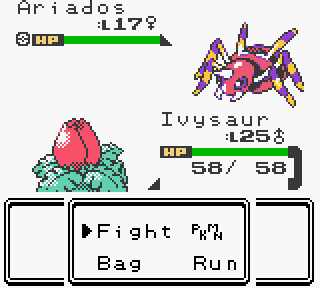 Ariados
:L17♀
HP
Ivysaur
:L25♂
HP
58/ 58
▶Fight PKMN
Bag Run